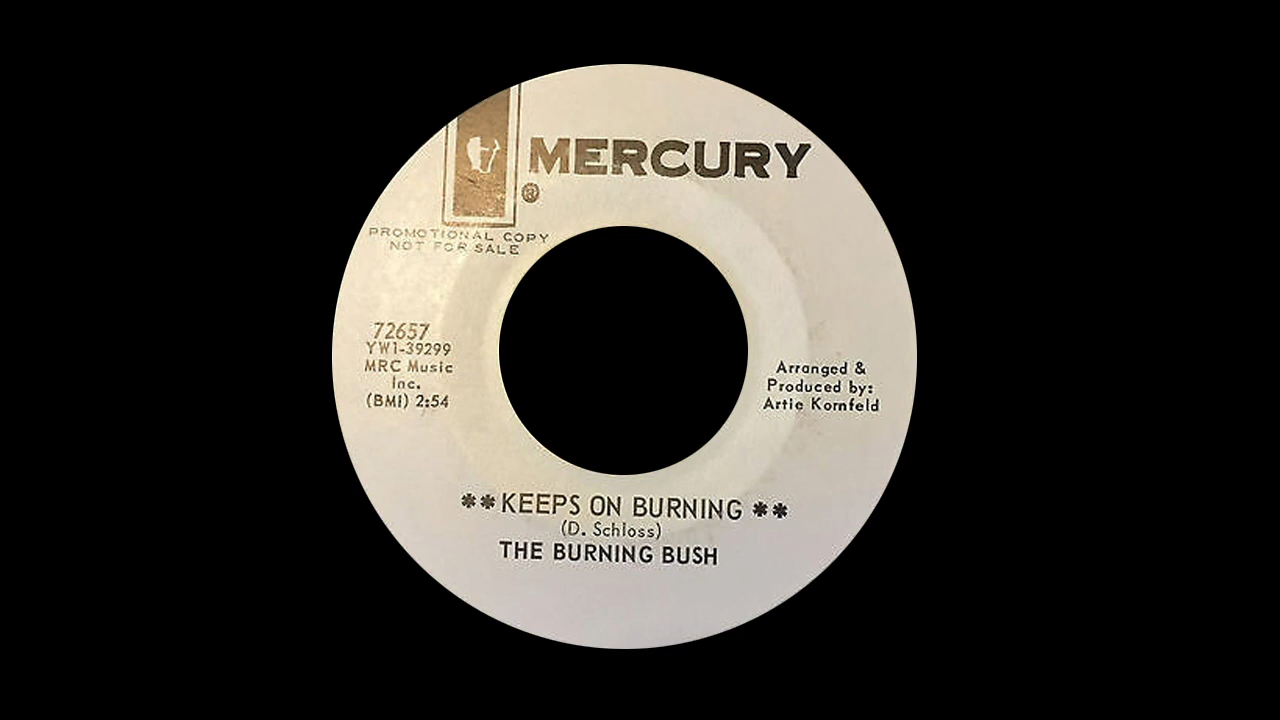 MERCURY
®
PROMOTIONAL COPY
NOT FOR SALE
72657
YW1-39299
MRC Music
Inc.
(BMI) 2:54
Arranged &
Produced by:
Artie Kornfeld
**KEEPS ON BURNING**
(D. Schloss)
THE BURNING BUSH